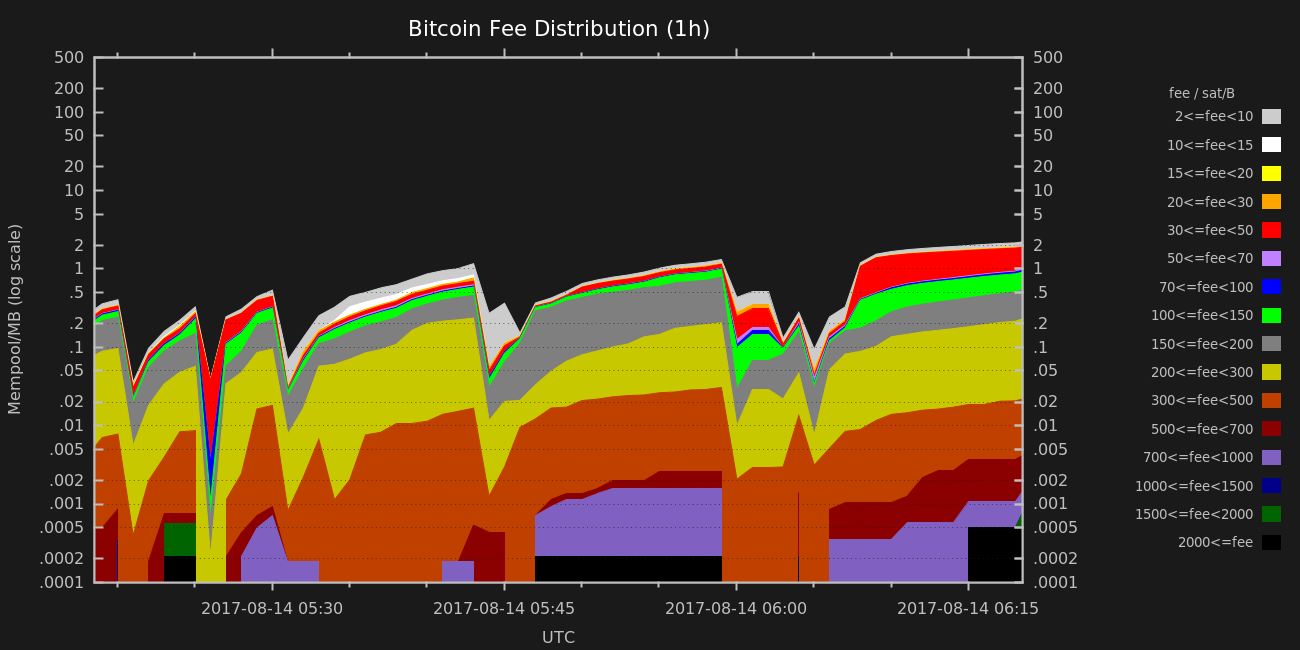 Bitcoin Fee Distribution (1h)
500 500
200 200
100 100
50 50
20 20
10 10
5 5
2 2
1 1
.5 .5
.2 .2
.1 .1
.05 .05
.02 .02
.01 .01
.005 .005
.002 .002
.001 .001
.0005 .0005
.0002 .0002
.0001 .0001
Mempool/MB (log scale)
2017-08-14 05:30 2017-08-14 05:45 2017-08-14 06:00 2017-08-14 06:15
UTC
fee / sat/B
2<=fee<10
10<=fee<15
15<=fee<20
20<=fee<30
30<=fee<50
50<=fee<70
70<=fee<100
100<=fee<150
150<=fee<200
200<=fee<300
300<=fee<500
500<=fee<700
700<=fee<1000
1000<=fee<1500
1500<=fee<2000
2000<=fee